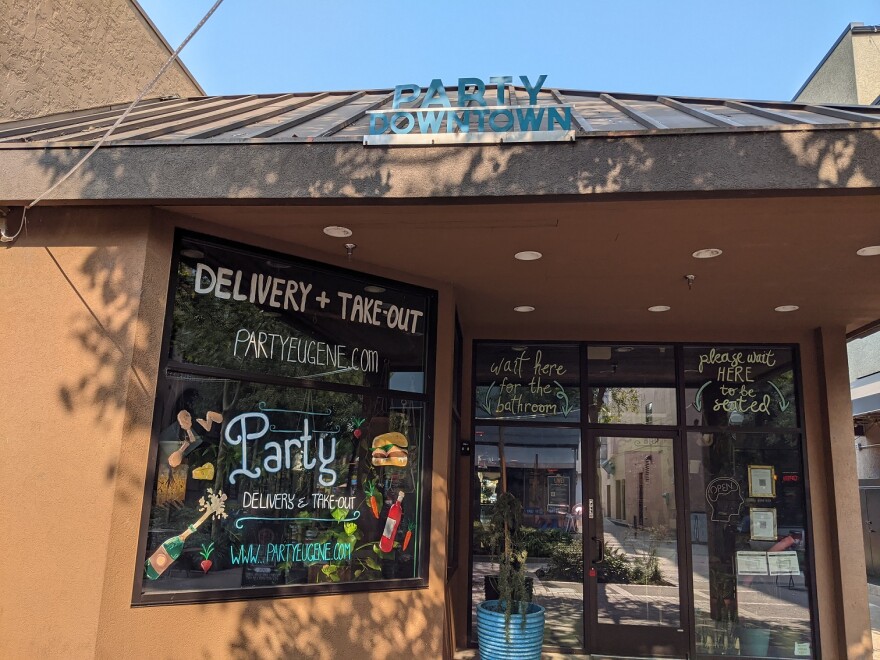 PARTY
DOWNTOWN
DELIVERY + TAKE-OUT
PARTYEUGENE.COM
Party
DELIVERY & TAKE-OUT
WWW.PARTYEUGENE.COM
wait here
for the
bathroom
please wait
HERE
to be
seated
OPEN